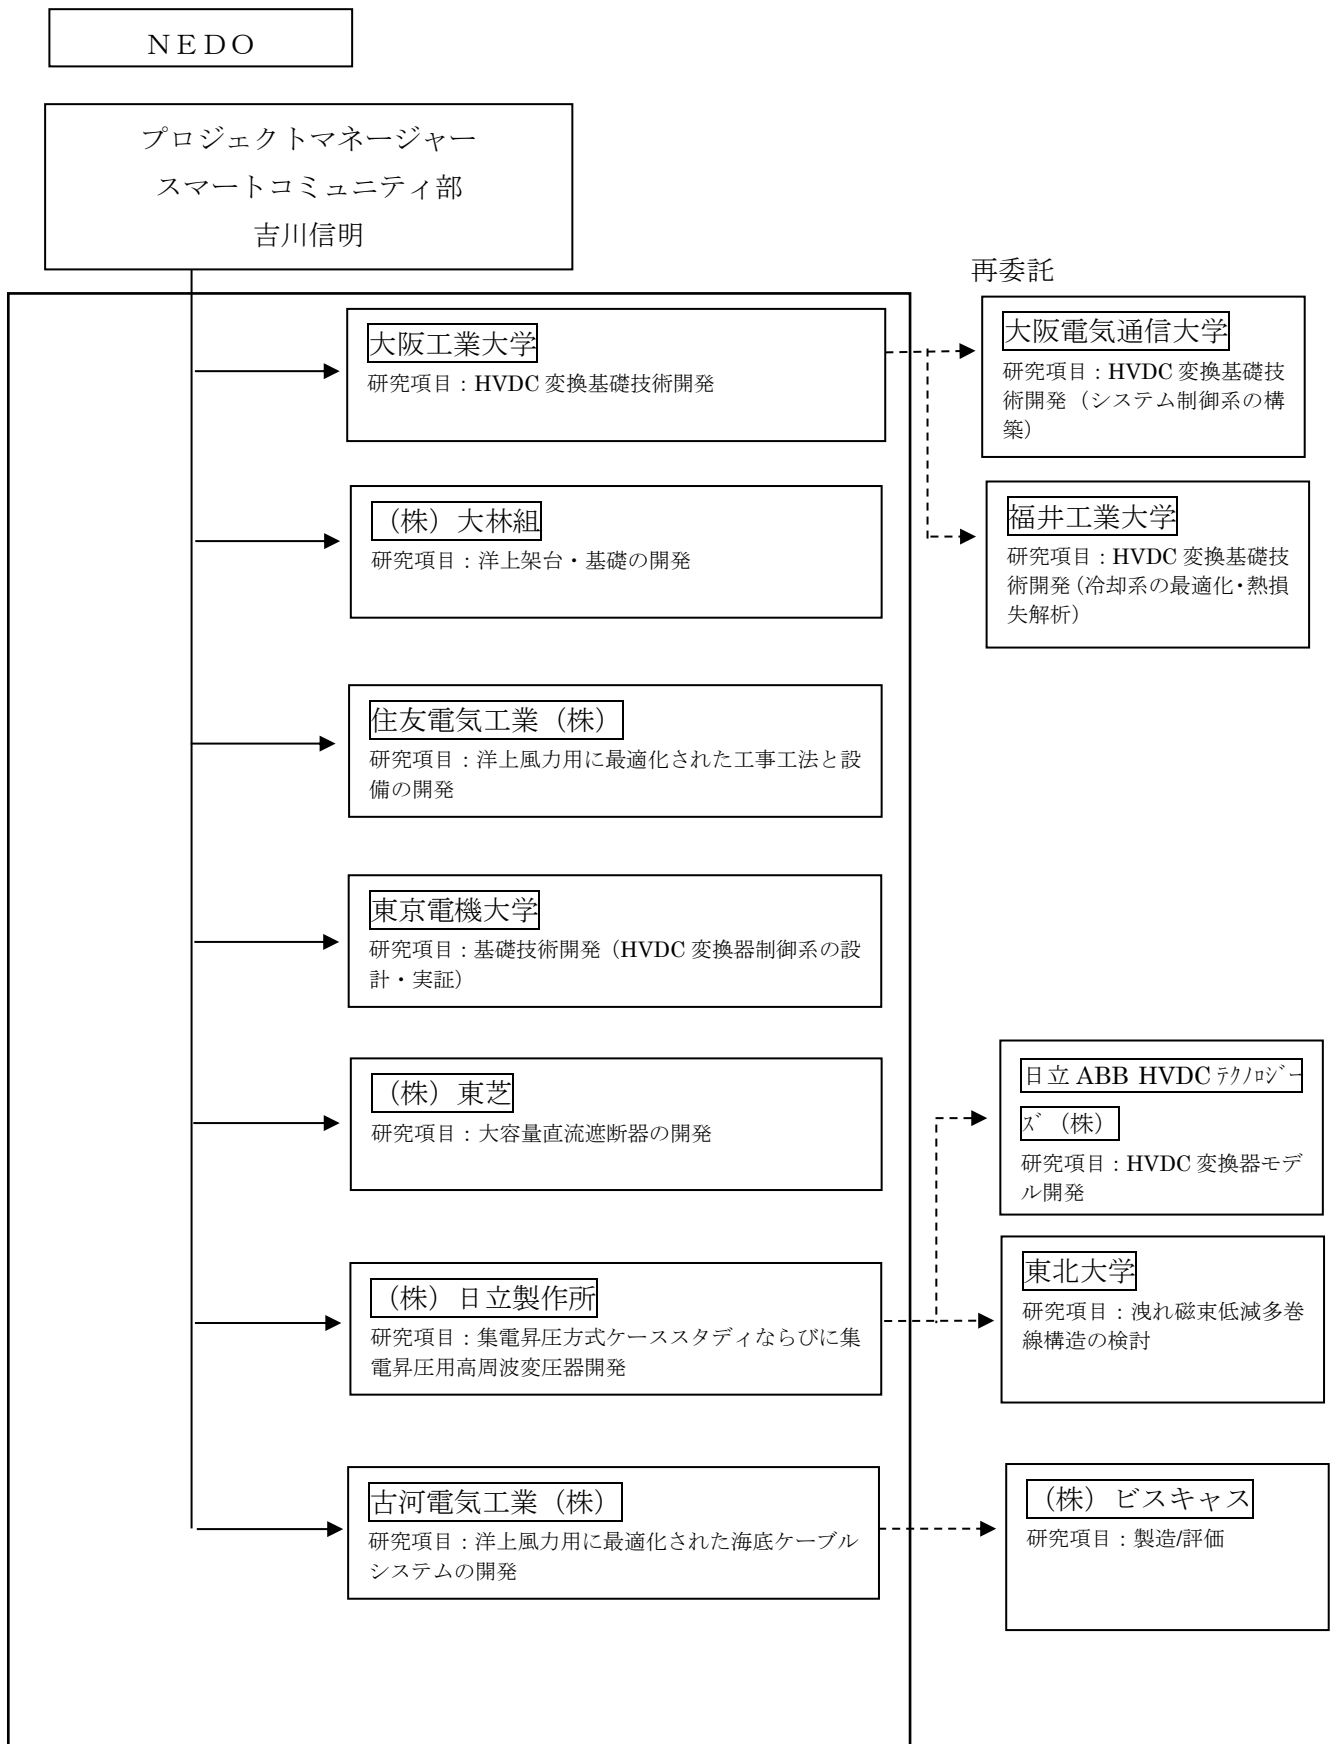 NEDO
プロジェクトマネージャー
スマートコミュニティ部
吉川信明
再委託
大阪工業大学
研究項目：HVDC 変換基礎技術開発
大阪電気通信大学
研究項目：HVDC 変換基礎技
術開発（システム制御系の構
築）
（株）大林組
研究項目：洋上架台・基礎の開発
福井工業大学
研究項目：HVDC 変換基礎技
術開発（冷却系の最適化・熱損
失解析）
住友電気工業（株）
研究項目：洋上風力用に最適化された工事工法と設
備の開発
東京電機大学
研究項目：基礎技術開発（HVDC 変換器制御系の設
計・実証）
（株）東芝
研究項目：大容量直流遮断器の開発
日立 ABB HVDC ﾃｸﾉﾛｼﾞｰ
ｽﾞ（株）
研究項目：HVDC 変換器モデ
ル開発
（株）日立製作所
研究項目：集電昇圧方式ケーススタディならびに集
電昇圧用高周波変圧器開発
東北大学
研究項目：洩れ磁束低減多巻
線構造の検討
古河電気工業（株）
研究項目：洋上風力用に最適化された海底ケーブル
システムの開発
（株）ビスキャス
研究項目：製造/評価